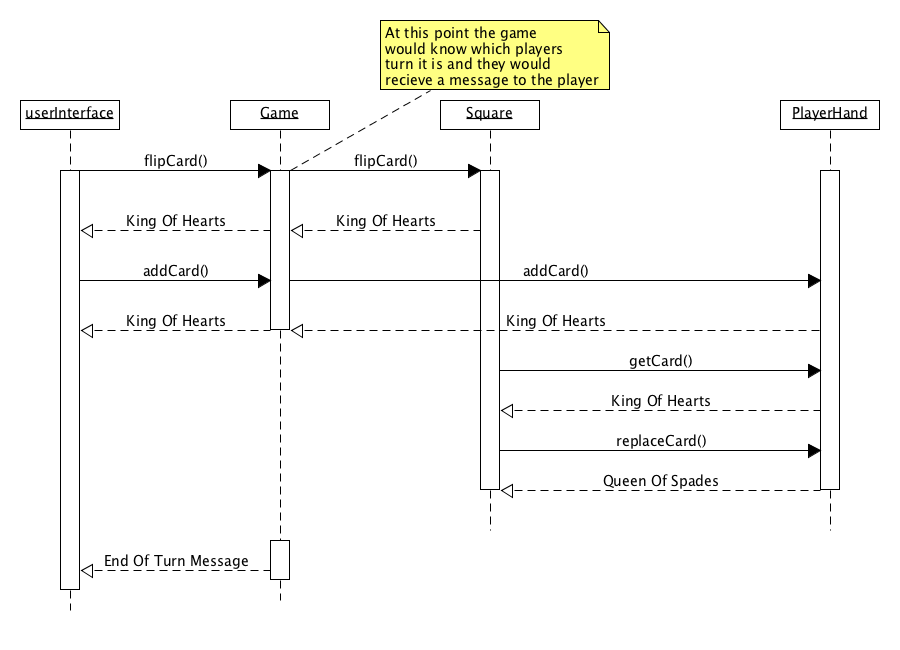 At this point the game
would know which players
turn it is and they would
recieve a message to the player
userInterface
Game
Square
PlayerHand
flipCard()
flipCard()
King Of Hearts
King Of Hearts
addCard()
addCard()
King Of Hearts
King Of Hearts
getCard()
King Of Hearts
replaceCard()
Queen Of Spades
End Of Turn Message